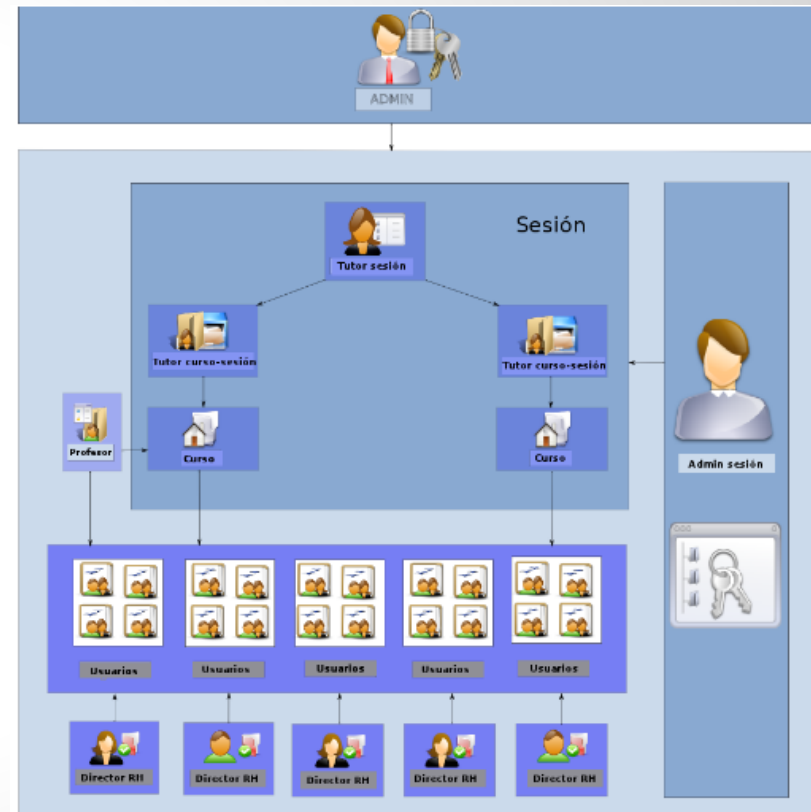 ADMIN
Sesión
Tutor sesión
Tutor curso-sesión
Tutor curso-sesión
Profesor
Curso
Curso
Admin sesión
Usuarios
Usuarios
Usuarios
Usuarios
Usuarios
Director RH
Director RH
Director RH
Director RH
Director RH